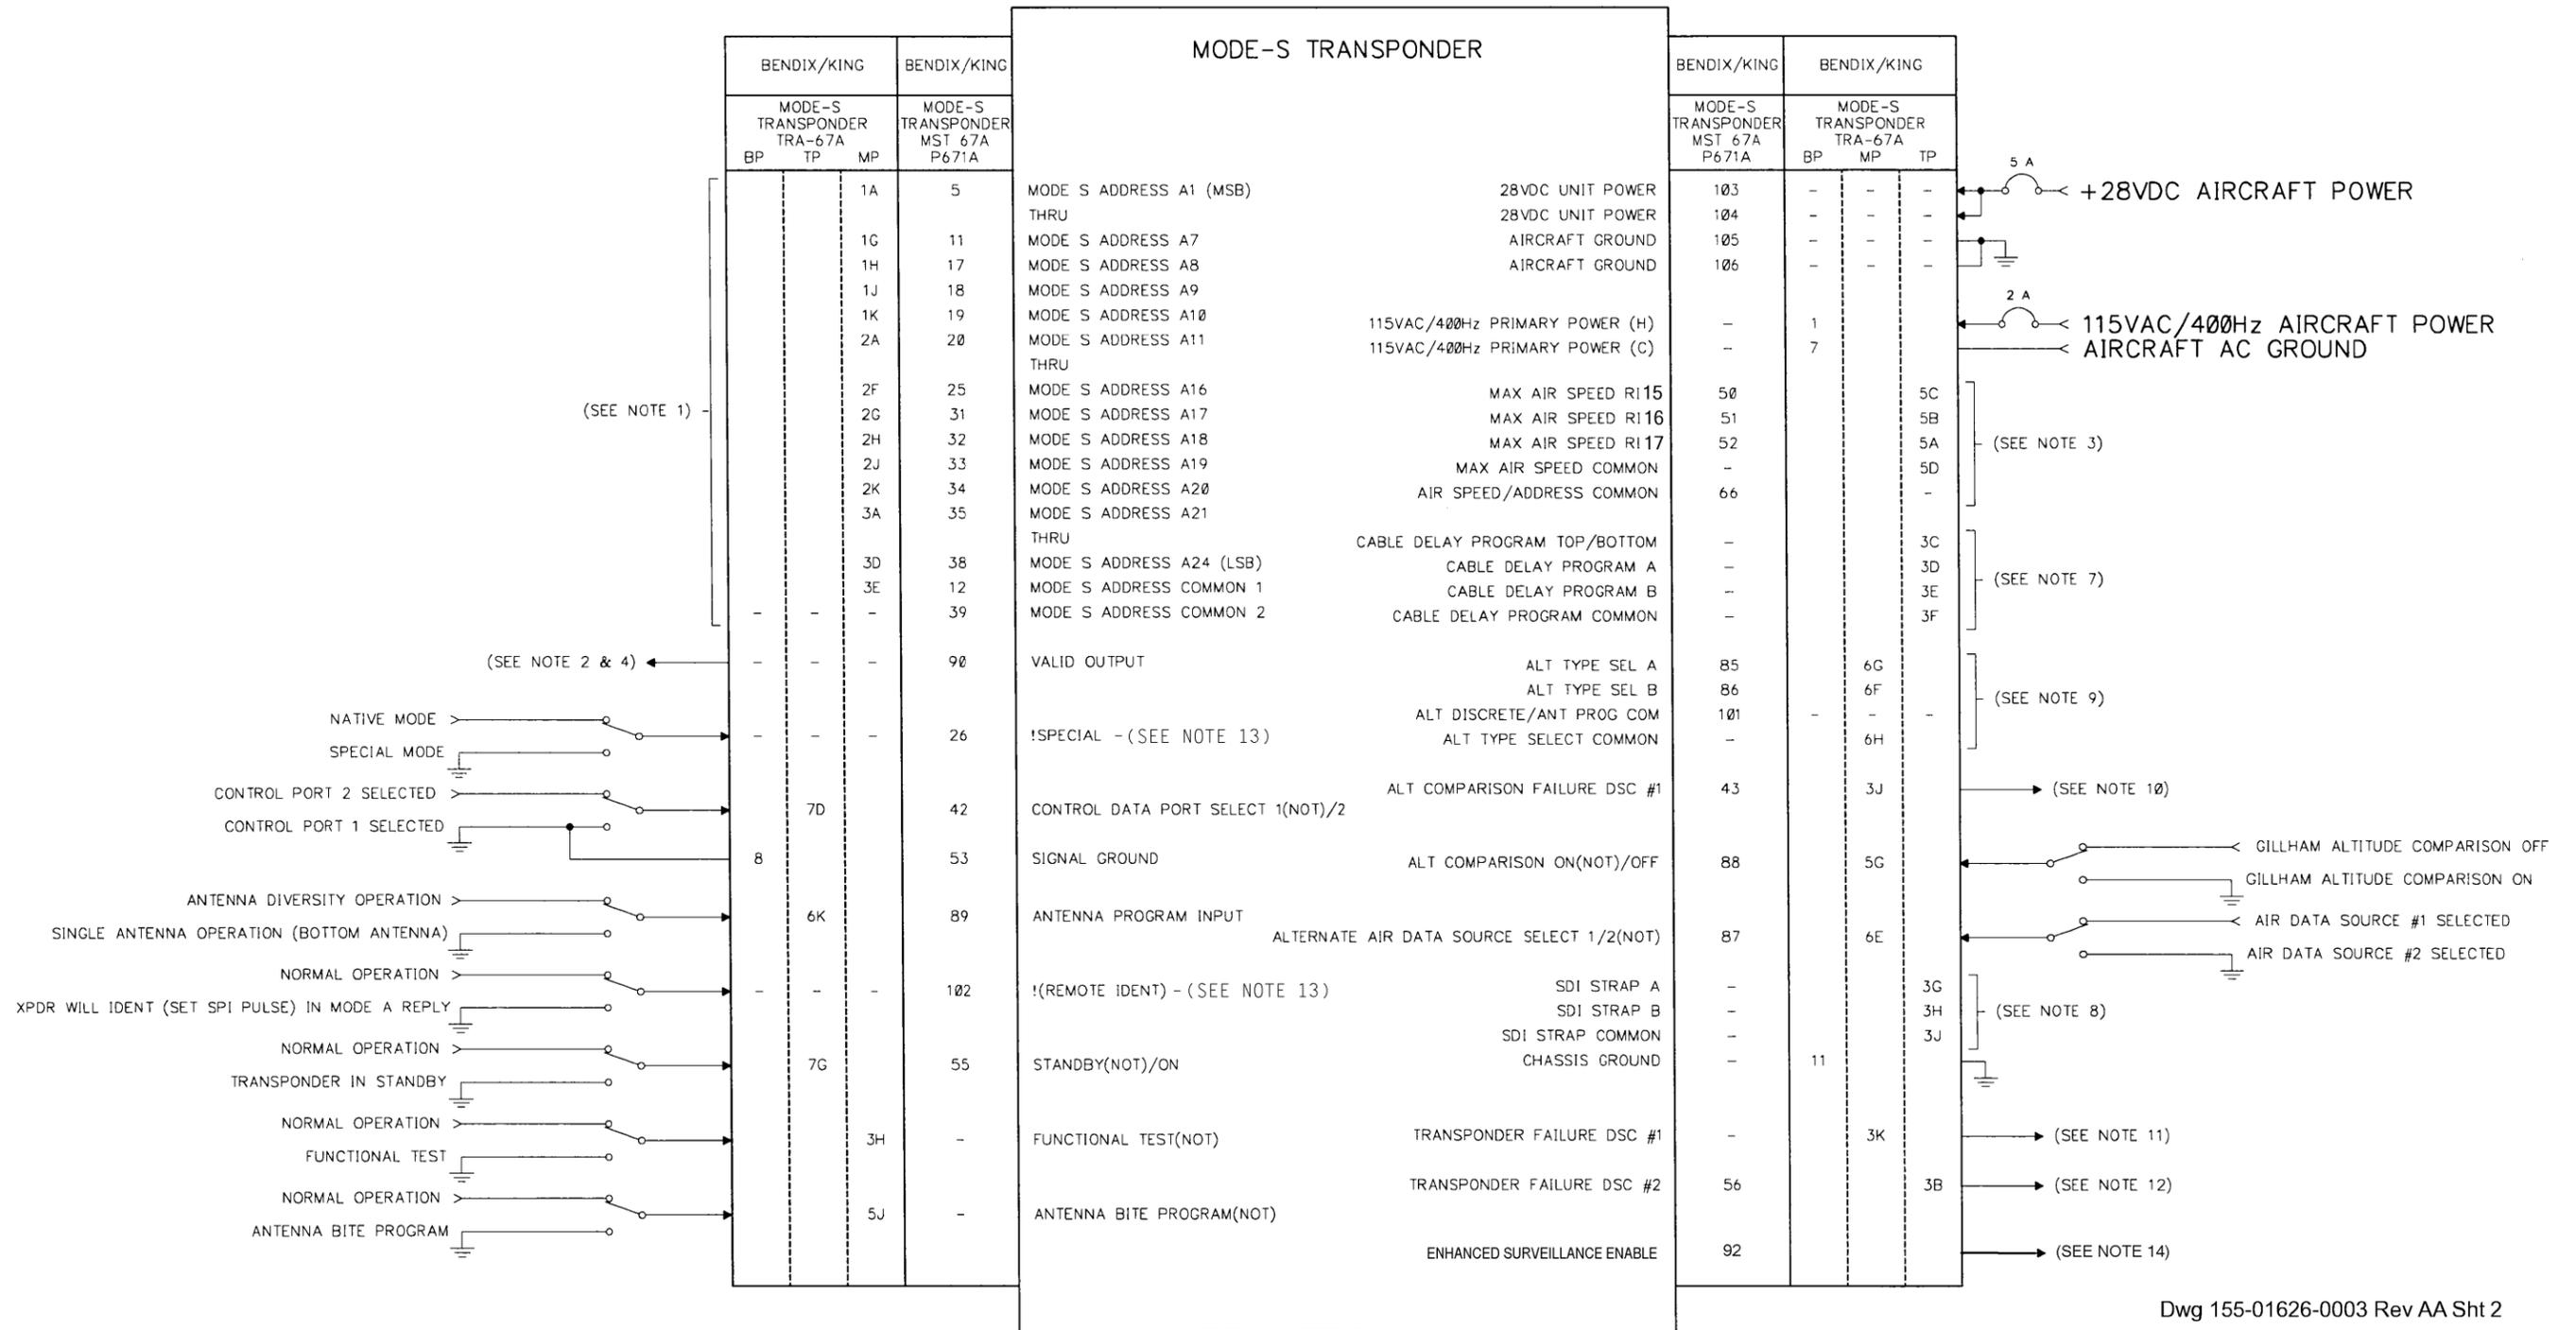 MODE-S TRANSPONDER
BENDIX/KING
BENDIX/KING
BENDIX/KING
BENDIX/KING
MODE-S
TRANSPONDER
TRA-67A
BP TP MP
MODE-S
TRANSPONDER
MST 67A
P671A
MODE-S
TRANSPONDER
MST 67A
P671A
MODE-S
TRANSPONDER
TRA-67A
BP MP TP
(SEE NOTE 1)
1A 5 MODE S ADDRESS A1 (MSB)
THRU
1G 11 MODE S ADDRESS A7
1H 17 MODE S ADDRESS A8
1J 18 MODE S ADDRESS A9
1K 19 MODE S ADDRESS A10
2A 20 MODE S ADDRESS A11
THRU
2F 25 MODE S ADDRESS A16
2G 31 MODE S ADDRESS A17
2H 32 MODE S ADDRESS A18
2J 33 MODE S ADDRESS A19
2K 34 MODE S ADDRESS A20
3A 35 MODE S ADDRESS A21
THRU
3D 38 MODE S ADDRESS A24 (LSB)
3E 12 MODE S ADDRESS COMMON 1
- - - 39 MODE S ADDRESS COMMON 2
(SEE NOTE 2 & 4) - - - 90 VALID OUTPUT
NATIVE MODE
- - - 26 !SPECIAL -(SEE NOTE 13)
SPECIAL MODE
CONTROL PORT 2 SELECTED
7D 42 CONTROL DATA PORT SELECT 1(NOT)/2
CONTROL PORT 1 SELECTED
8 53 SIGNAL GROUND
ANTENNA DIVERSITY OPERATION
6K 89 ANTENNA PROGRAM INPUT
SINGLE ANTENNA OPERATION (BOTTOM ANTENNA)
NORMAL OPERATION
- - - 102 !(REMOTE IDENT) -(SEE NOTE 13)
XPDR WILL IDENT (SET SPI PULSE) IN MODE A REPLY
NORMAL OPERATION
7G 55 STANDBY(NOT)/ON
TRANSPONDER IN STANDBY
NORMAL OPERATION
3H - FUNCTIONAL TEST(NOT)
FUNCTIONAL TEST
NORMAL OPERATION
5J - ANTENNA BITE PROGRAM(NOT)
ANTENNA BITE PROGRAM
5 A
28VDC UNIT POWER 103 - - - +28VDC AIRCRAFT POWER
28VDC UNIT POWER 104 - - -
AIRCRAFT GROUND 105 - - -
AIRCRAFT GROUND 106 - - -
2 A
115VAC/400Hz PRIMARY POWER (H) - 1 115VAC/400Hz AIRCRAFT POWER
115VAC/400Hz PRIMARY POWER (C) - 7 AIRCRAFT AC GROUND
MAX AIR SPEED RI15 50 5C
MAX AIR SPEED RI16 51 5B
MAX AIR SPEED RI17 52 5A (SEE NOTE 3)
MAX AIR SPEED COMMON - 5D
AIR SPEED/ADDRESS COMMON 66 -
CABLE DELAY PROGRAM TOP/BOTTOM - 3C
CABLE DELAY PROGRAM A - 3D
(SEE NOTE 7)
CABLE DELAY PROGRAM B - 3E
CABLE DELAY PROGRAM COMMON - 3F
ALT TYPE SEL A 85 6G
ALT TYPE SEL B 86 6F
(SEE NOTE 9)
ALT DISCRETE/ANT PROG COM 101 - - -
ALT TYPE SELECT COMMON - 6H
ALT COMPARISON FAILURE DSC #1 43 3J (SEE NOTE 10)
GILLHAM ALTITUDE COMPARISON OFF
ALT COMPARISON ON(NOT)/OFF 88 5G
GILLHAM ALTITUDE COMPARISON ON
AIR DATA SOURCE #1 SELECTED
ALTERNATE AIR DATA SOURCE SELECT 1/2(NOT) 87 6E
AIR DATA SOURCE #2 SELECTED
SDI STRAP A - 3G
SDI STRAP B - 3H (SEE NOTE 8)
SDI STRAP COMMON - 3J
CHASSIS GROUND - 11
TRANSPONDER FAILURE DSC #1 - 3K (SEE NOTE 11)
TRANSPONDER FAILURE DSC #2 56 3B (SEE NOTE 12)
ENHANCED SURVEILLANCE ENABLE 92 (SEE NOTE 14)
Dwg 155-01626-0003 Rev AA Sht 2